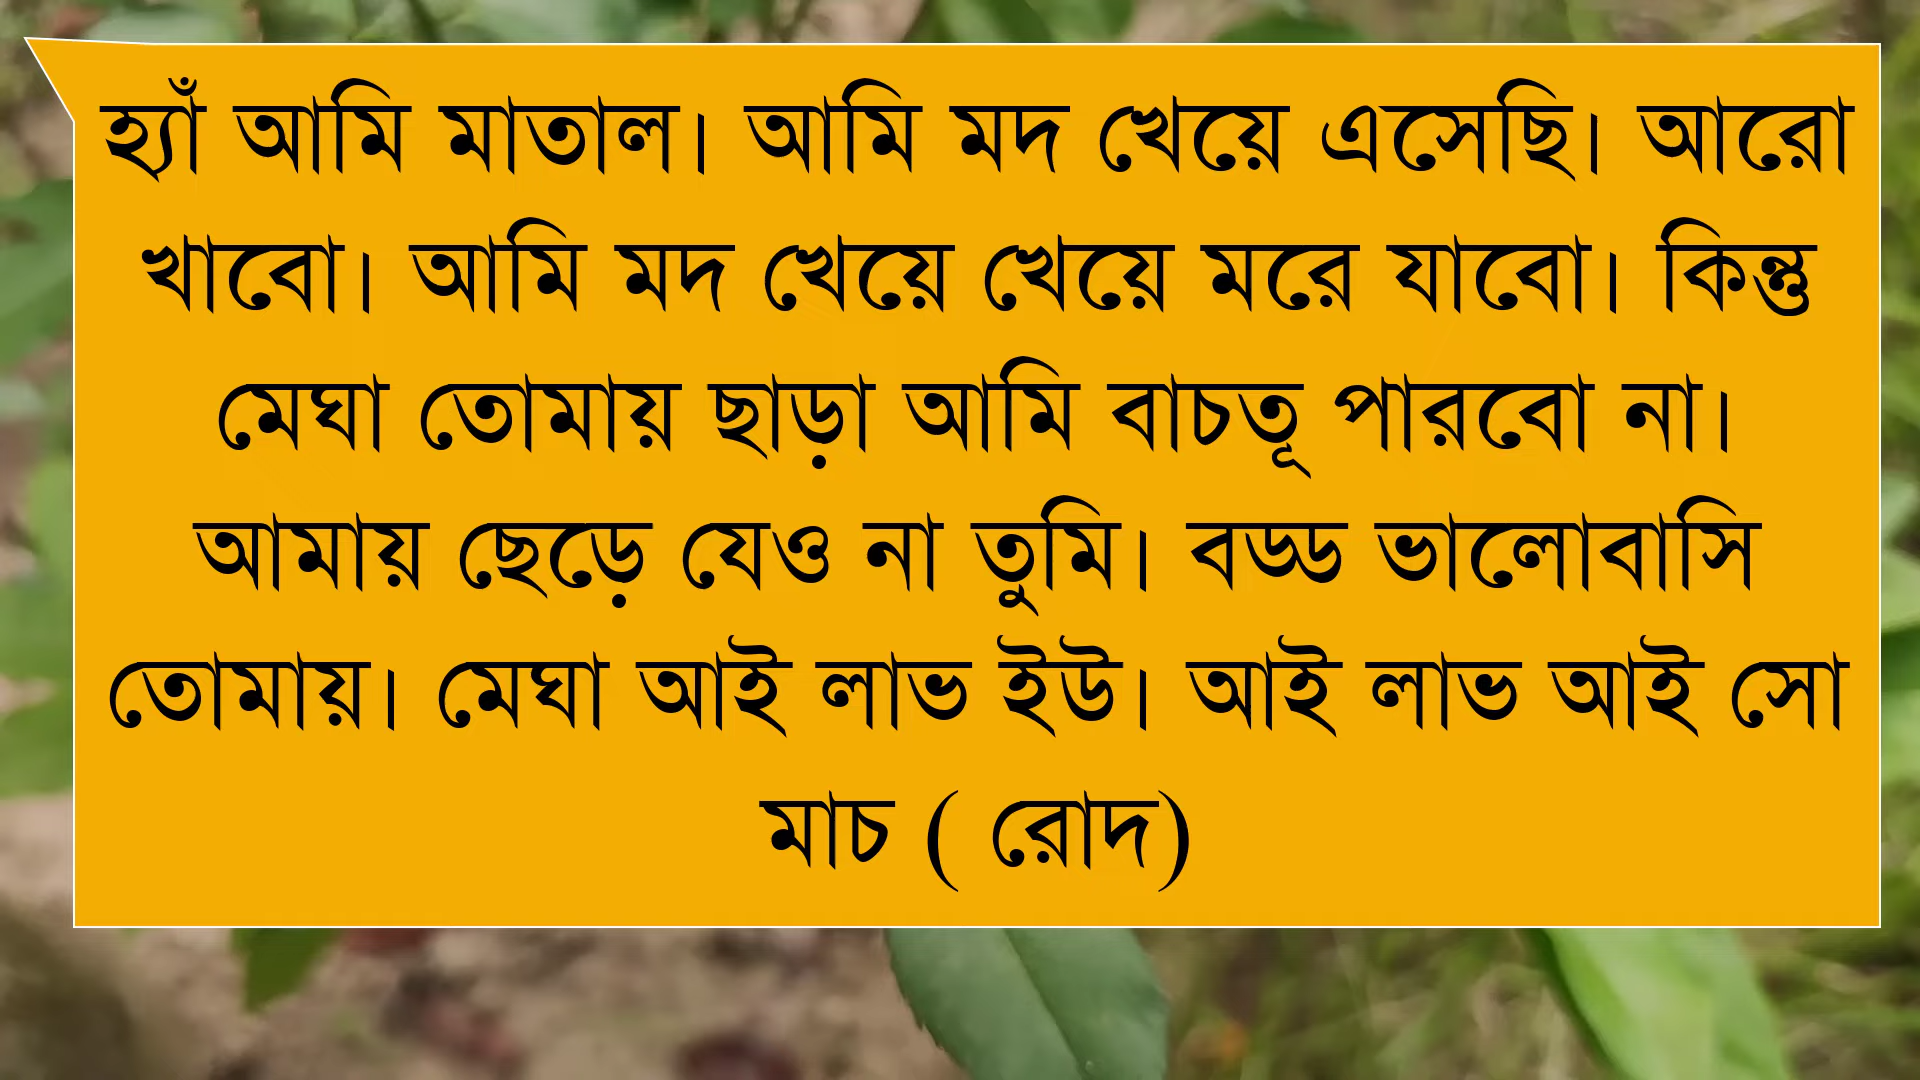 হ্যাঁ আমি মাতাল। আমি মদ খেয়ে এসেছি। আরো
খাবো। আমি মদ খেয়ে খেয়ে মরে যাবো। কিন্তু
মেঘা তোমায় ছাড়া আমি বাচতূ পারবো না।
আমায় ছেড়ে যেও না তুমি। বড্ড ভালোবাসি
তোমায়। মেঘা আই লাভ ইউ। আই লাভ আই সো
মাচ ( রোদ)